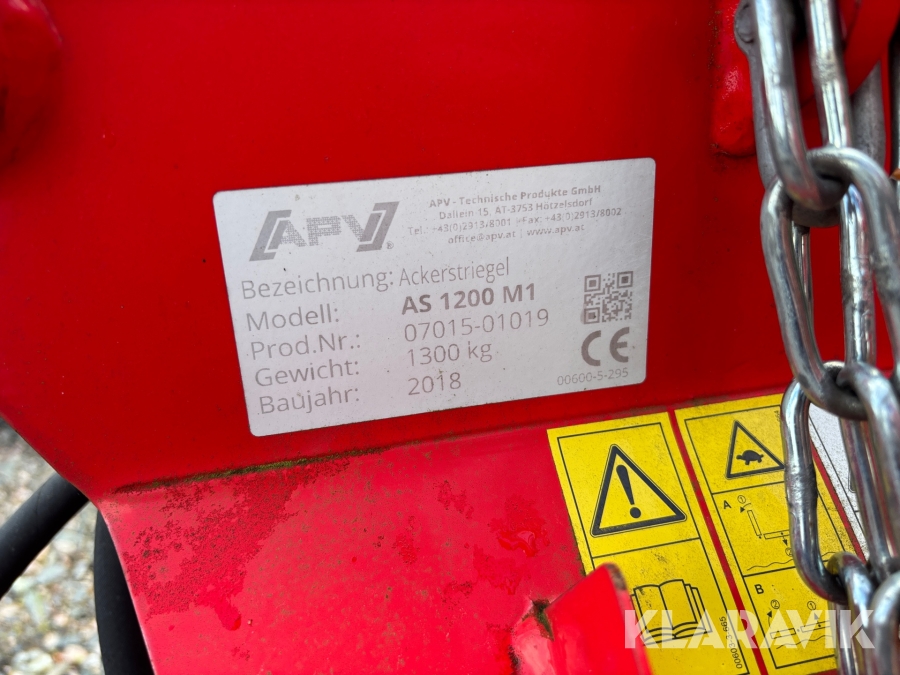 [APV]®
APV - Technische Produkte GmbH
Dallein 15, AT-3753 Hötzelsdorf
Tel.: +43(0)2913/8001 • Fax: +43(0)2913/8002
office@apv.at | www.apv.at
Bezeichnung: Ackerstriegel
Modell: AS 1200 M1
Prod.Nr.: 07015-01019
Gewicht: 1300 kg
Baujahr: 2018
CE
00600-5-295
A
B
KLARAVIK